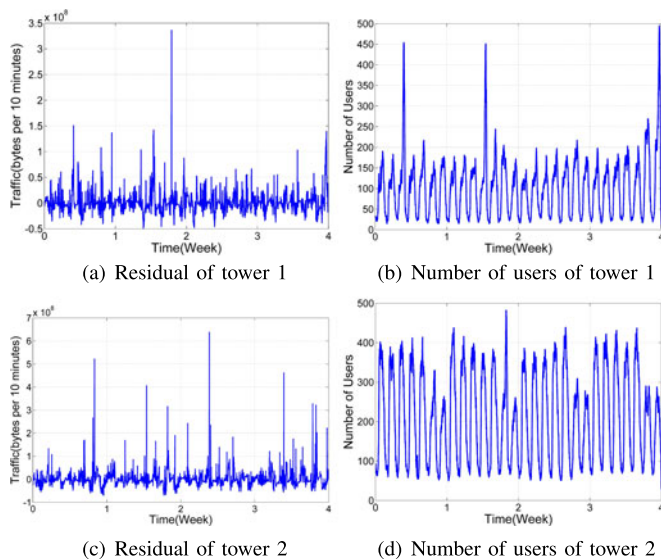 x 10⁸
3.5
3
2.5
2
1.5
1
0.5
0
-0.5
0 1 2 3 4
Traffic(bytes per 10 minutes)
Time(Week)
(a) Residual of tower 1
500
450
400
350
300
250
200
150
100
50
0
0 1 2 3 4
Number of Users
Time(Week)
(b) Number of users of tower 1
x 10⁸
7
6
5
4
3
2
1
0
-1
0 1 2 3 4
Traffic(bytes per 10 minutes)
Time(Week)
(c) Residual of tower 2
500
400
300
200
100
0
0 1 2 3 4
Number of Users
Time(Week)
(d) Number of users of tower 2